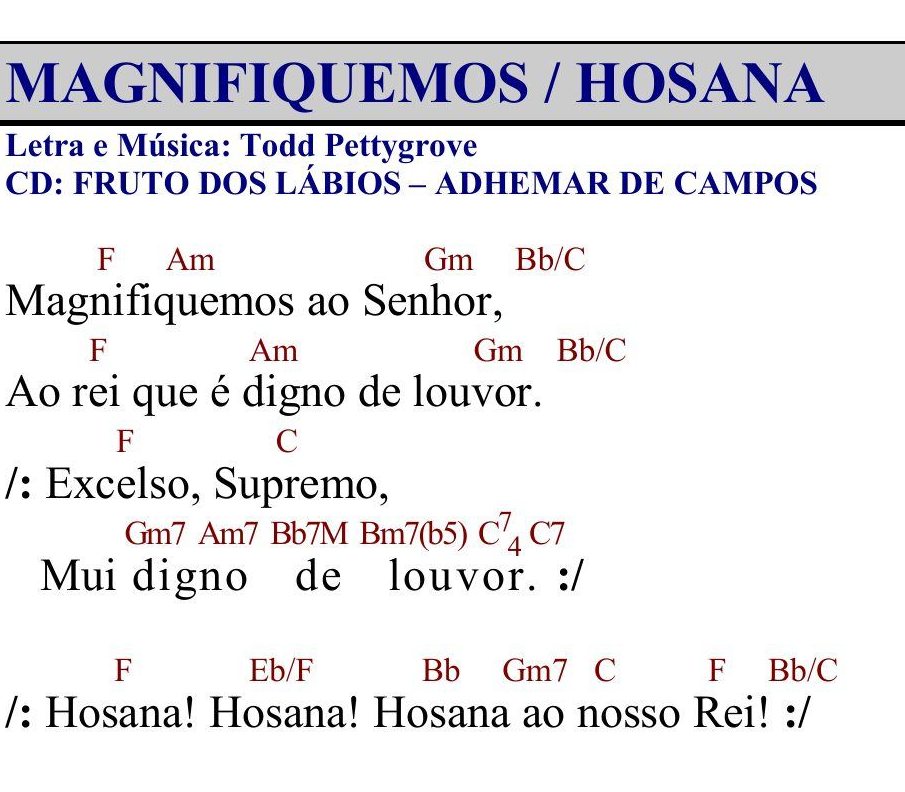 MAGNIFIQUEMOS / HOSANA
Letra e Música: Todd Pettygrove
CD: FRUTO DOS LÁBIOS – ADHEMAR DE CAMPOS
F Am Gm Bb/C
Magnifiquemos ao Senhor,
F Am Gm Bb/C
Ao rei que é digno de louvor.
F C
/: Excelso, Supremo,
Gm7 Am7 Bb7M Bm7(b5) C7 4 C7
Mui digno de louvor. :/
F Eb/F Bb Gm7 C F Bb/C
/: Hosana! Hosana! Hosana ao nosso Rei! :/